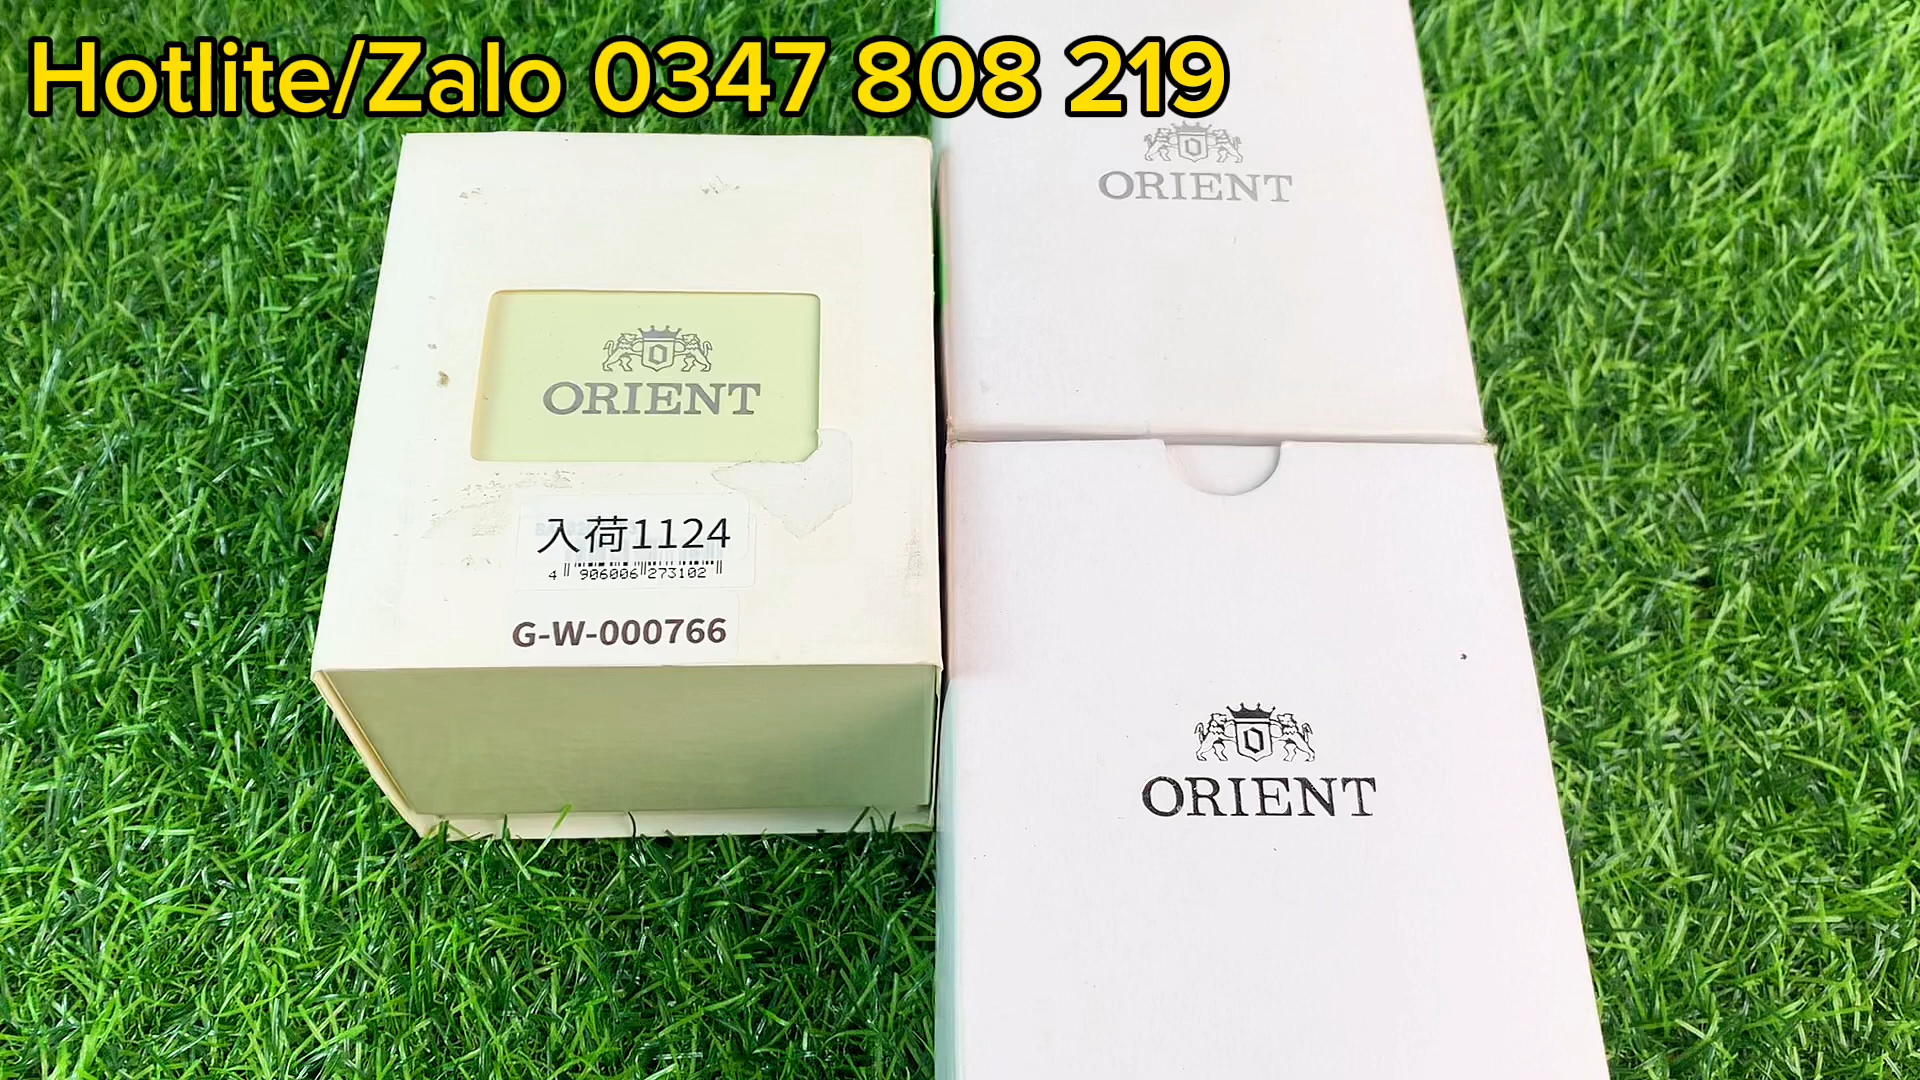 Hotlite/Zalo 0347 808 219
ORIENT
ORIENT
入荷1124
4 906006 273102
G-W-000766
ORIENT